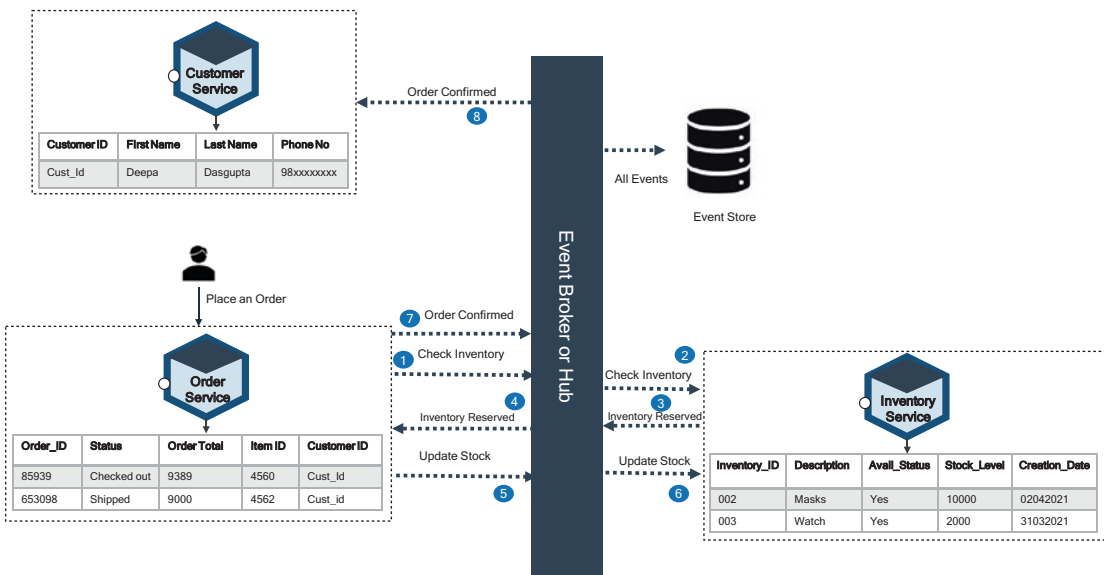 Customer
Service
Customer ID First Name Last Name Phone No
Cust_Id Deepa Dasgupta 98xxxxxxxx
Order Confirmed
8
All Events
Event Store
Event Broker or Hub
Place an Order
Order
Service
Order_ID Status Order Total Item ID Customer ID
85939 Checked out 9389 4560 Cust_Id
653098 Shipped 9000 4562 Cust_id
7 Order Confirmed
1 Check Inventory
4
Inventory Reserved
Update Stock
5
2
Check Inventory
3
Inventory Reserved
Update Stock
6
Inventory
Service
Inventory_ID Description Avail_Status Stock_Level Creation_Date
002 Masks Yes 10000 02042021
003 Watch Yes 2000 31032021